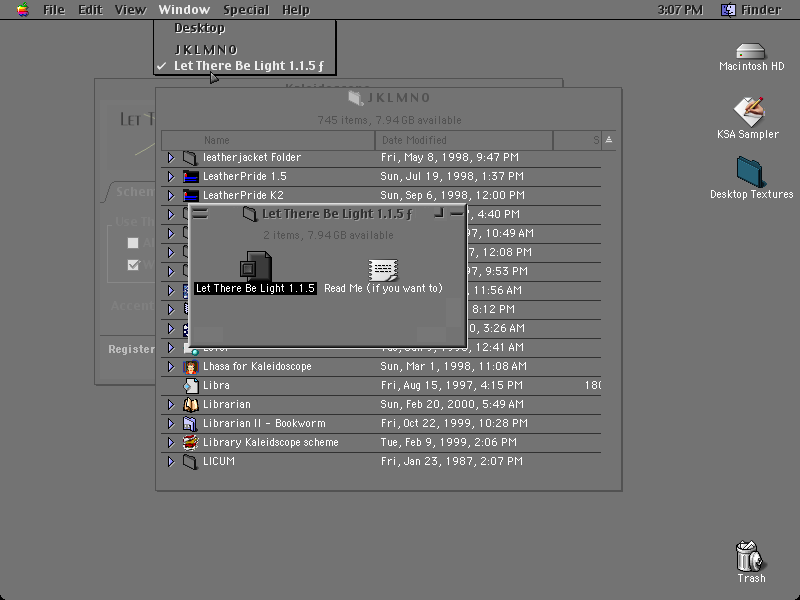 File Edit View Window Special Help 3:07 PM Finder
Desktop
JKLMNO
✓ Let There Be Light 1.1.5 ƒ
Macintosh HD
KSA Sampler
Desktop Textures
Trash
Kaleidoscope
LET T
Schem
Use Th
Accent
Register
JKLMNO
745 items, 7.94 GB available
Name Date Modified S
leatherjacket Folder Fri, May 8, 1998, 9:47 PM
LeatherPride 1.5 Sun, Jul 19, 1998, 1:37 PM
LeatherPride K2 Sun, Sep 6, 1998, 12:00 PM
7, 4:40 PM
97, 10:49 AM
7, 12:08 PM
97, 9:53 PM
, 11:56 AM
8:12 PM
0, 3:26 AM
12:41 AM
Lhasa for Kaleidoscope Sun, Mar 1, 1998, 11:08 AM
Libra Fri, Aug 15, 1997, 4:15 PM 180
Librarian Sun, Feb 20, 2000, 5:49 AM
Librarian II - Bookworm Fri, Oct 22, 1999, 10:28 PM
Library Kaleidscope scheme Tue, Feb 9, 1999, 2:06 PM
LICUM Fri, Jan 23, 1987, 2:07 PM
Let There Be Light 1.1.5 ƒ
2 items, 7.94 GB available
Let There Be Light 1.1.5 Read Me (if you want to)